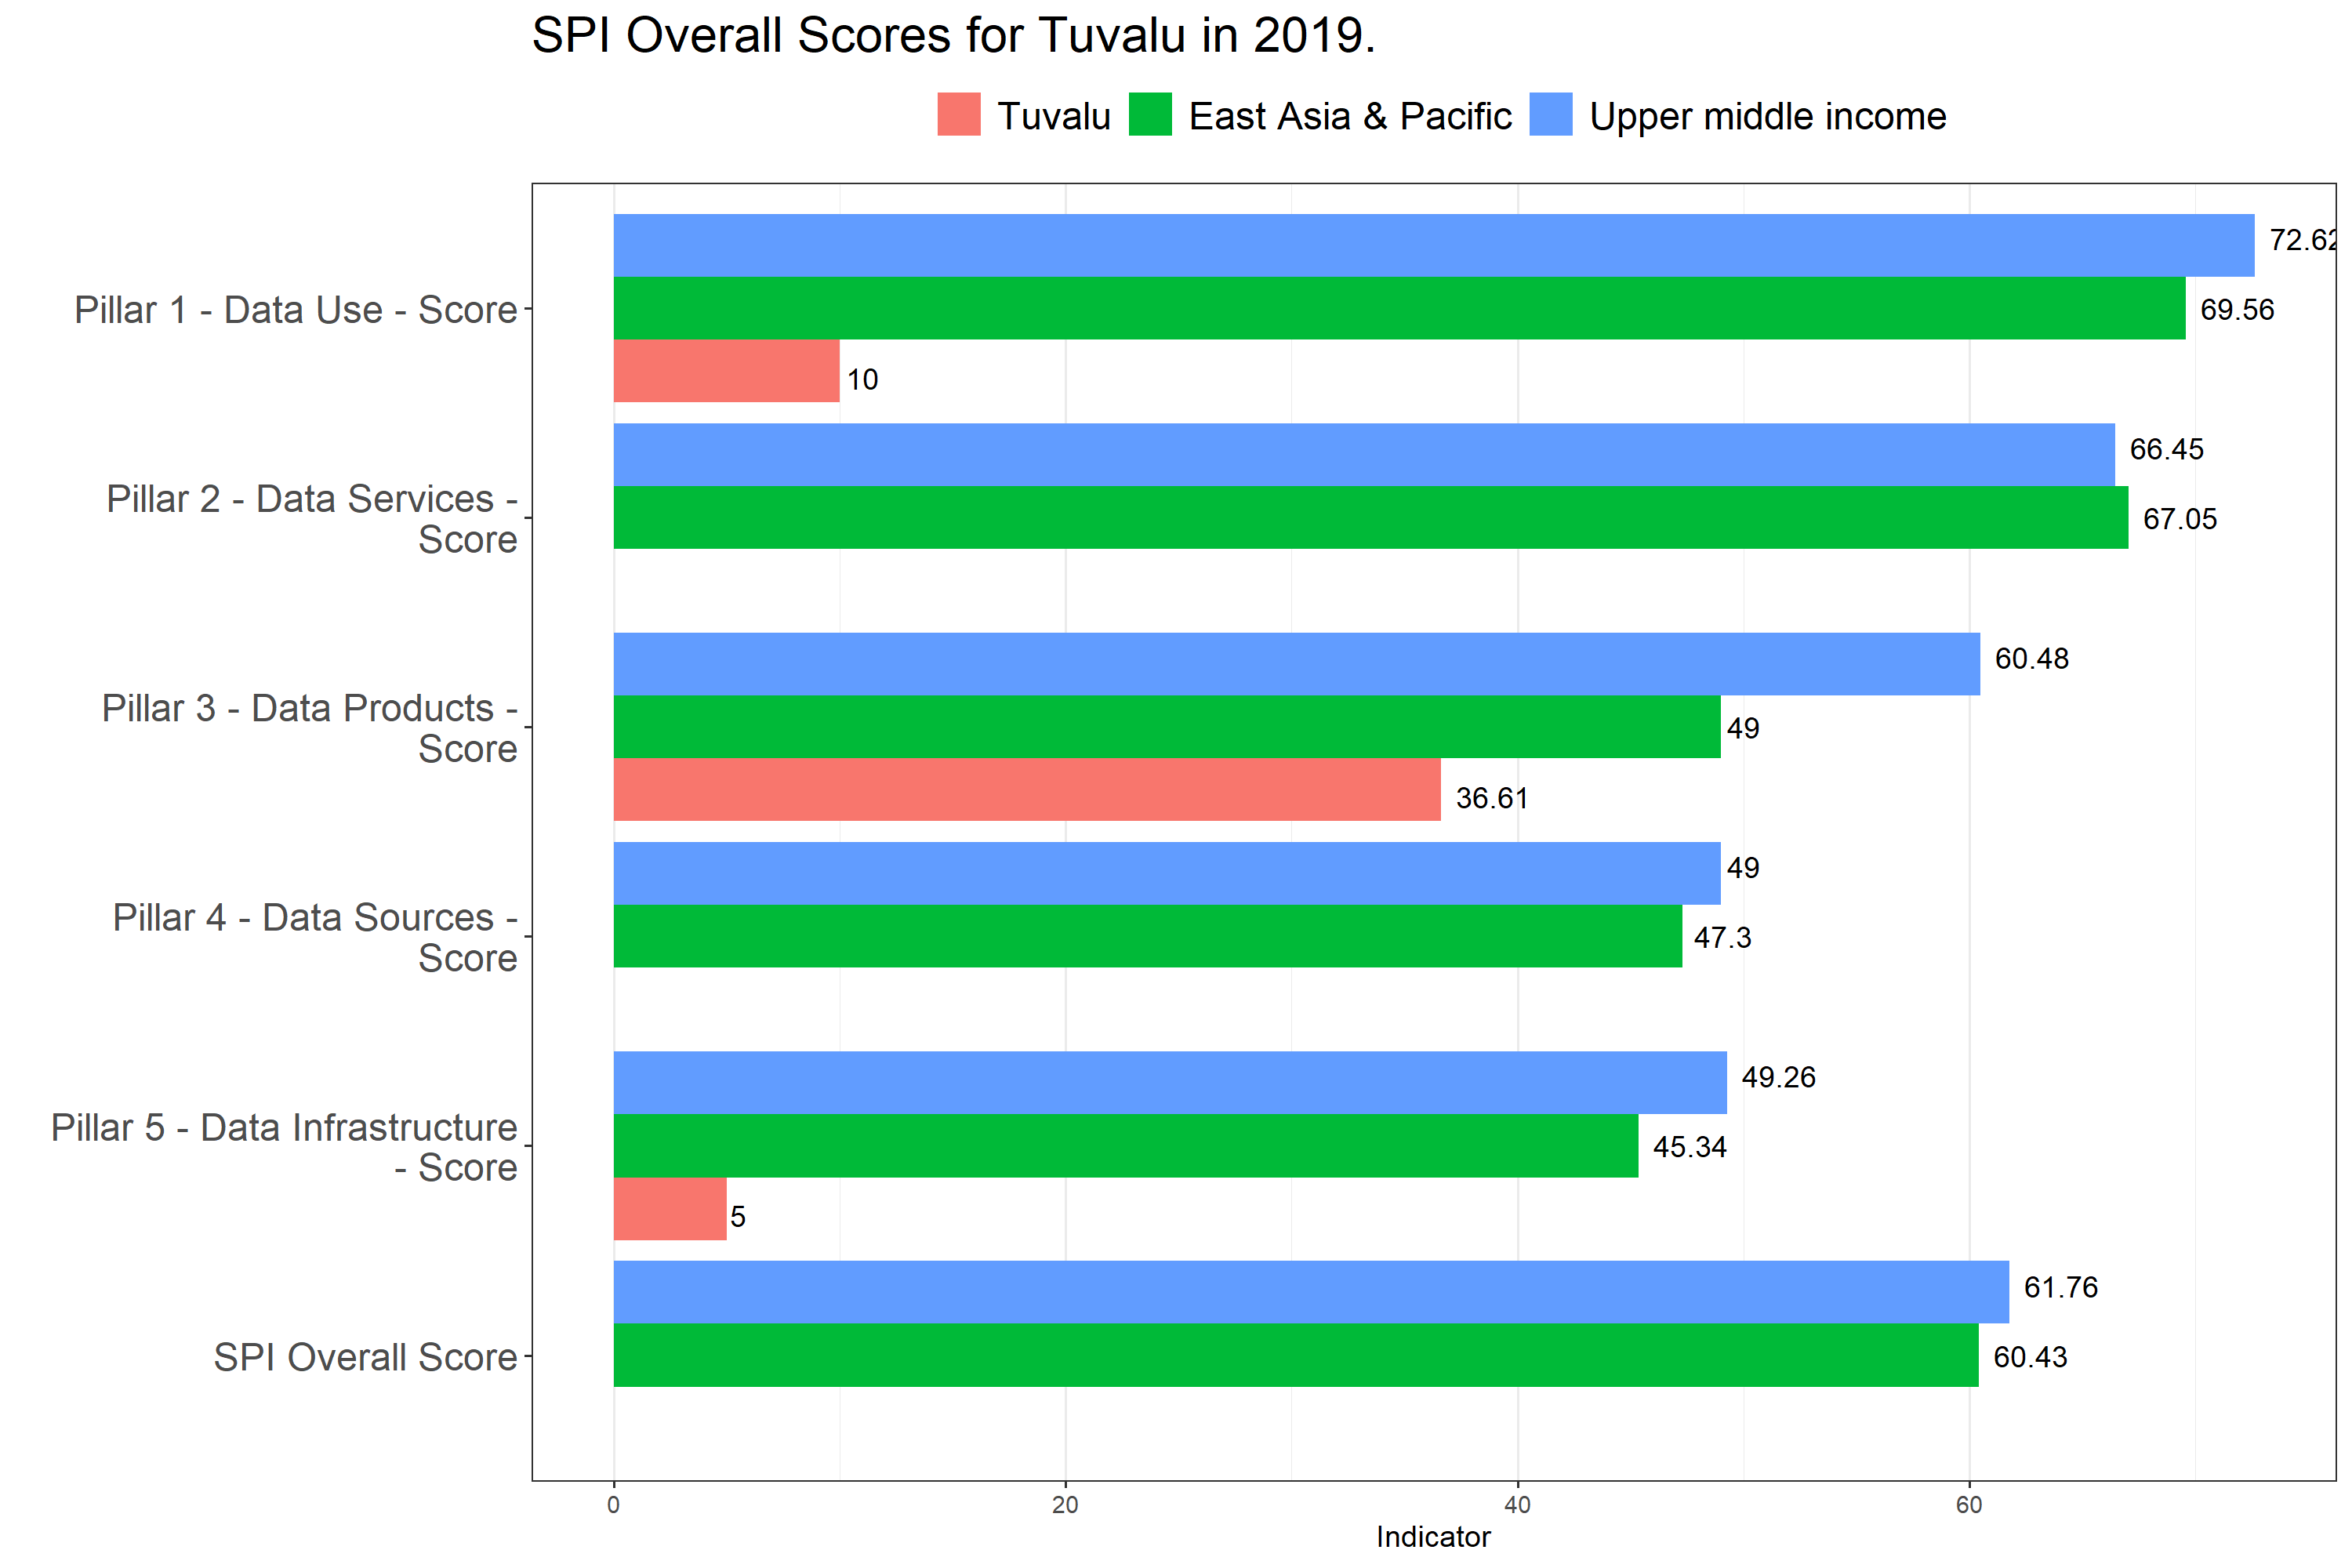 SPI Overall Scores for Tuvalu in 2019.
Tuvalu East Asia & Pacific Upper middle income
Pillar 1 - Data Use - Score
72.62
69.56
10
Pillar 2 - Data Services -
Score
66.45
67.05
Pillar 3 - Data Products -
Score
60.48
49
36.61
Pillar 4 - Data Sources -
Score
49
47.3
Pillar 5 - Data Infrastructure
- Score
49.26
45.34
5
SPI Overall Score
61.76
60.43
0 20 40 60
Indicator